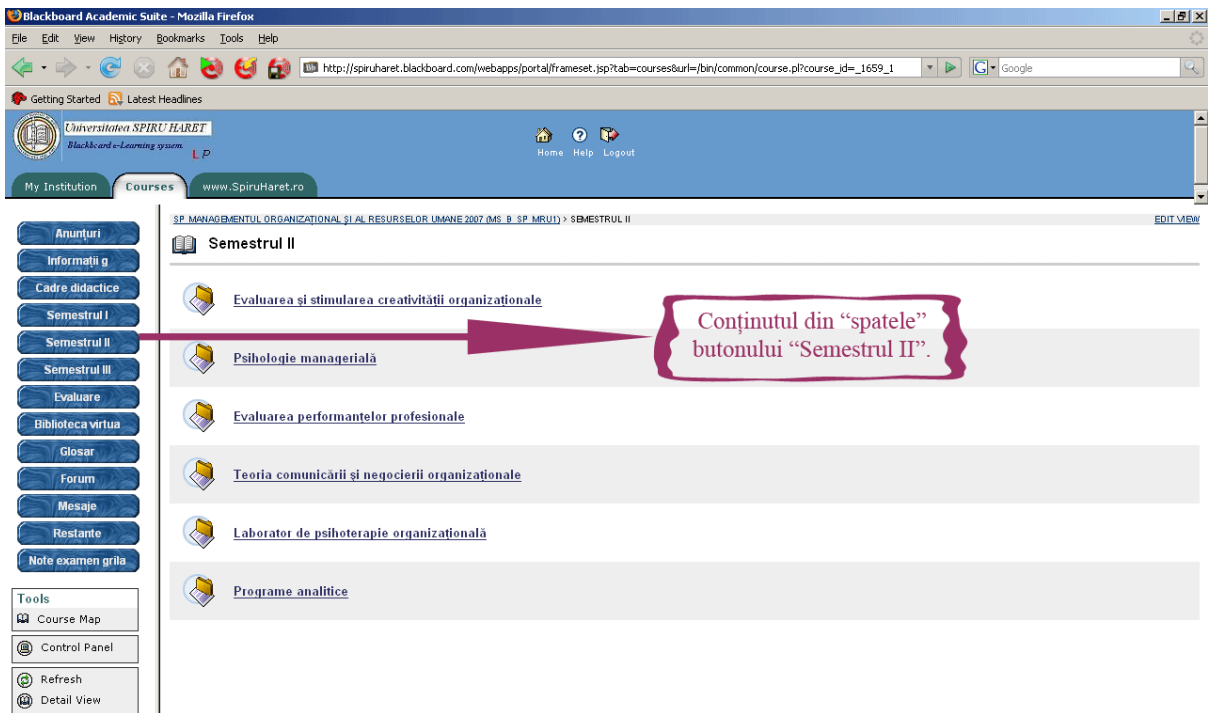 Blackboard Academic Suite - Mozilla Firefox
File Edit View History Bookmarks Tools Help
http://spiruharet.blackboard.com/webapps/portal/frameset.jsp?tab=courses&url=/bin/common/course.pl?course_id=_1659_1
G Google
Getting Started Latest Headlines
Universitatea SPIRU HARET
Blackboard e-Learning system
L P
Home Help Logout
My Institution Courses www.SpiruHaret.ro
SP MANAGEMENTUL ORGANIZAȚIONAL ȘI AL RESURSELOR UMANE 2007 (MS_B_SP_MRU1) > SEMESTRUL II
EDIT VIEW
Semestrul II
Anunțuri
Informații g
Cadre didactice
Semestrul I
Semestrul II
Semestrul III
Evaluare
Biblioteca virtua
Glosar
Forum
Mesaje
Restante
Note examen grila
Tools
Course Map
Control Panel
Refresh
Detail View
Evaluarea și stimularea creativității organizaționale
Psihologie managerială
Evaluarea performanțelor profesionale
Teoria comunicării și negocierii organizaționale
Laborator de psihoterapie organizațională
Programe analitice
Conținutul din “spatele”
butonului “Semestrul II”.